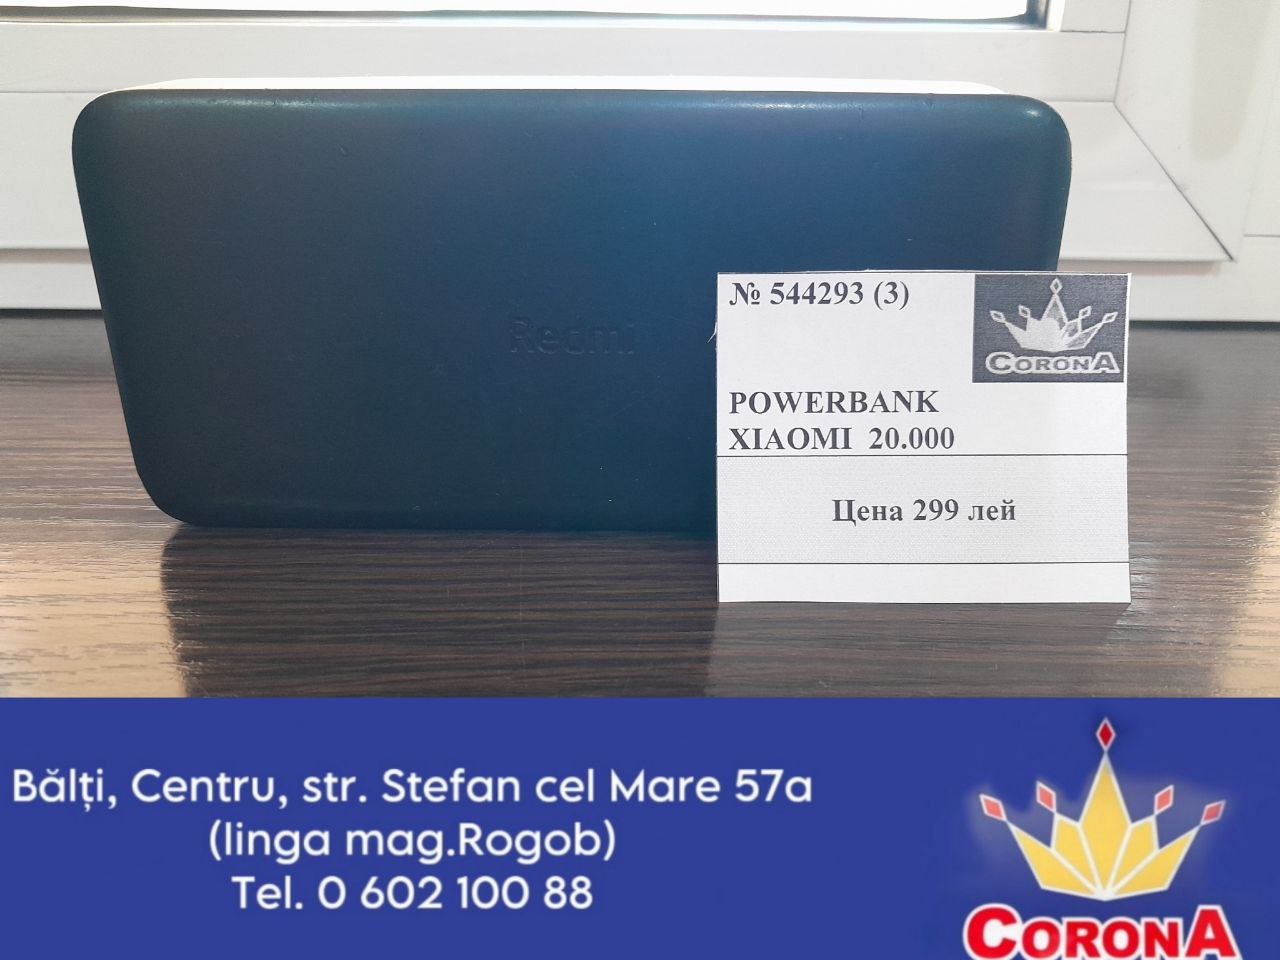 Redmi
№ 544293 (3)
CORONA
POWERBANK
XIAOMI 20.000
Цена 299 лей
Bălți, Centru, str. Stefan cel Mare 57a
(linga mag.Rogob)
Tel. 0 602 100 88
CORONA